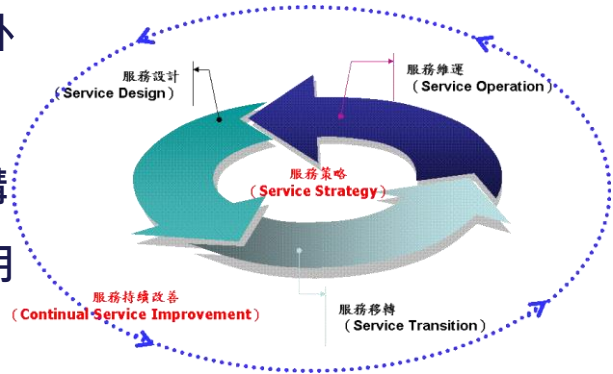 外
服務設計
（Service Design）
服務維運
（Service Operation）
服務策略
（Service Strategy）
服務持續改善
（Continual Service Improvement）
服務移轉
（Service Transition）